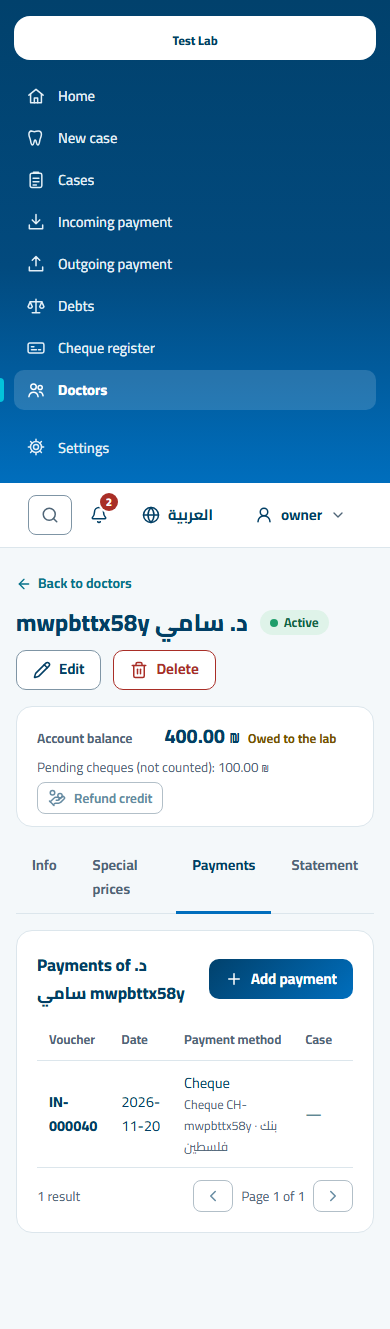 Test Lab
Home
New case
Cases
Incoming payment
Outgoing payment
Debts
Cheque register
Doctors
Settings
2
العربية
owner
Back to doctors
د. سامي mwpbttx58y
Active
Edit
Delete
Account balance 400.00 ₪ Owed to the lab
Pending cheques (not counted): 100.00 ₪
Refund credit
Info
Special
prices
Payments
Statement
Payments of د.
سامي mwpbttx58y
Add payment
Voucher Date Payment method Case
IN-
000040
2026-
11-20
Cheque
Cheque CH-
mwpbttx58y · بنك
فلسطين
—
1 result
Page 1 of 1